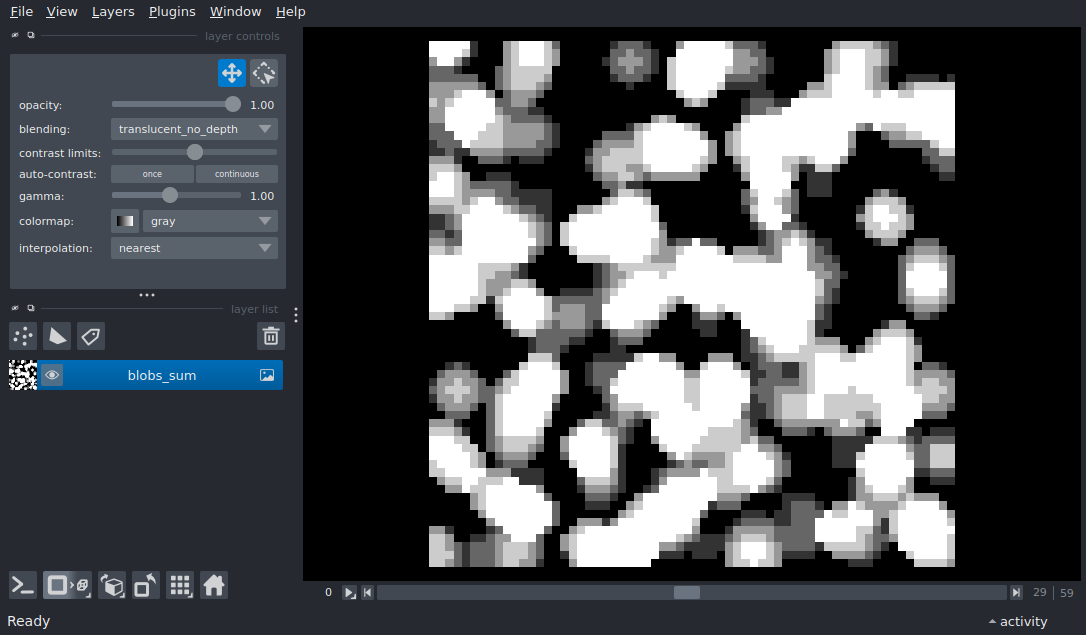 File View Layers Plugins Window Help
layer controls
opacity: 1.00
blending: translucent_no_depth
contrast limits:
auto-contrast: once continuous
gamma: 1.00
colormap: gray
interpolation: nearest
layer list
blobs_sum
0 29 59
Ready activity